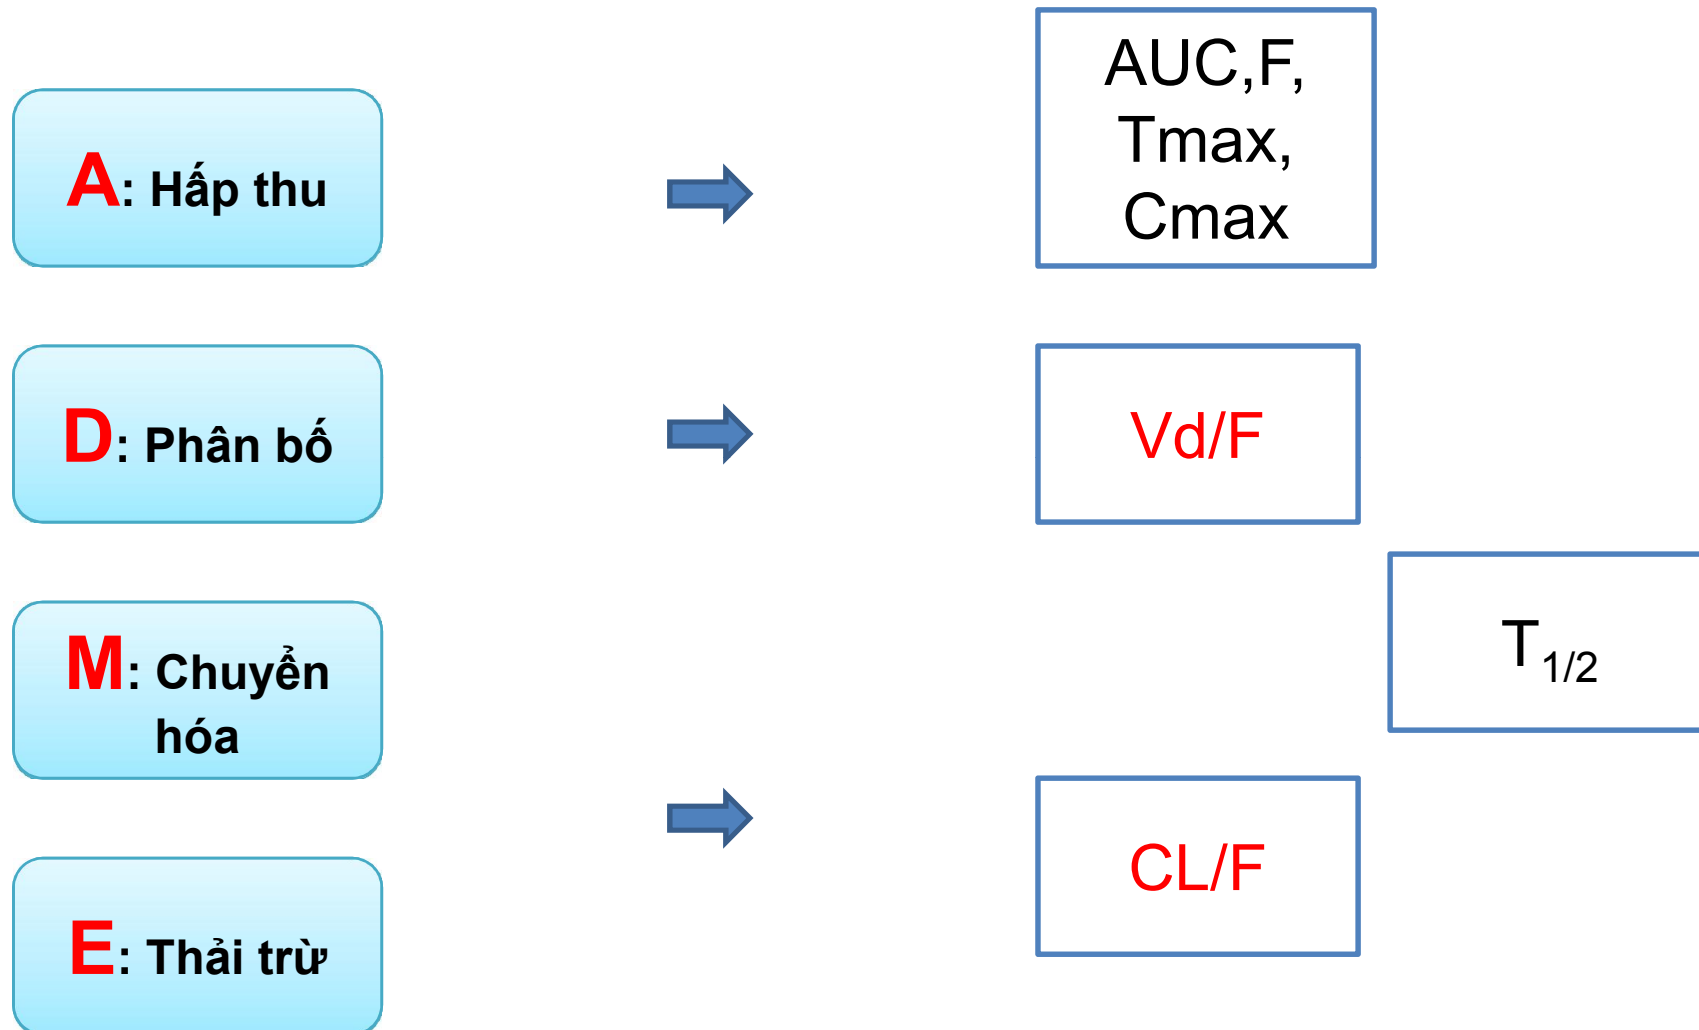 A: Hấp thu
AUC,F,
Tmax,
Cmax
D: Phân bố
Vd/F
M: Chuyển
hóa
T1/2
CL/F
E: Thải trừ